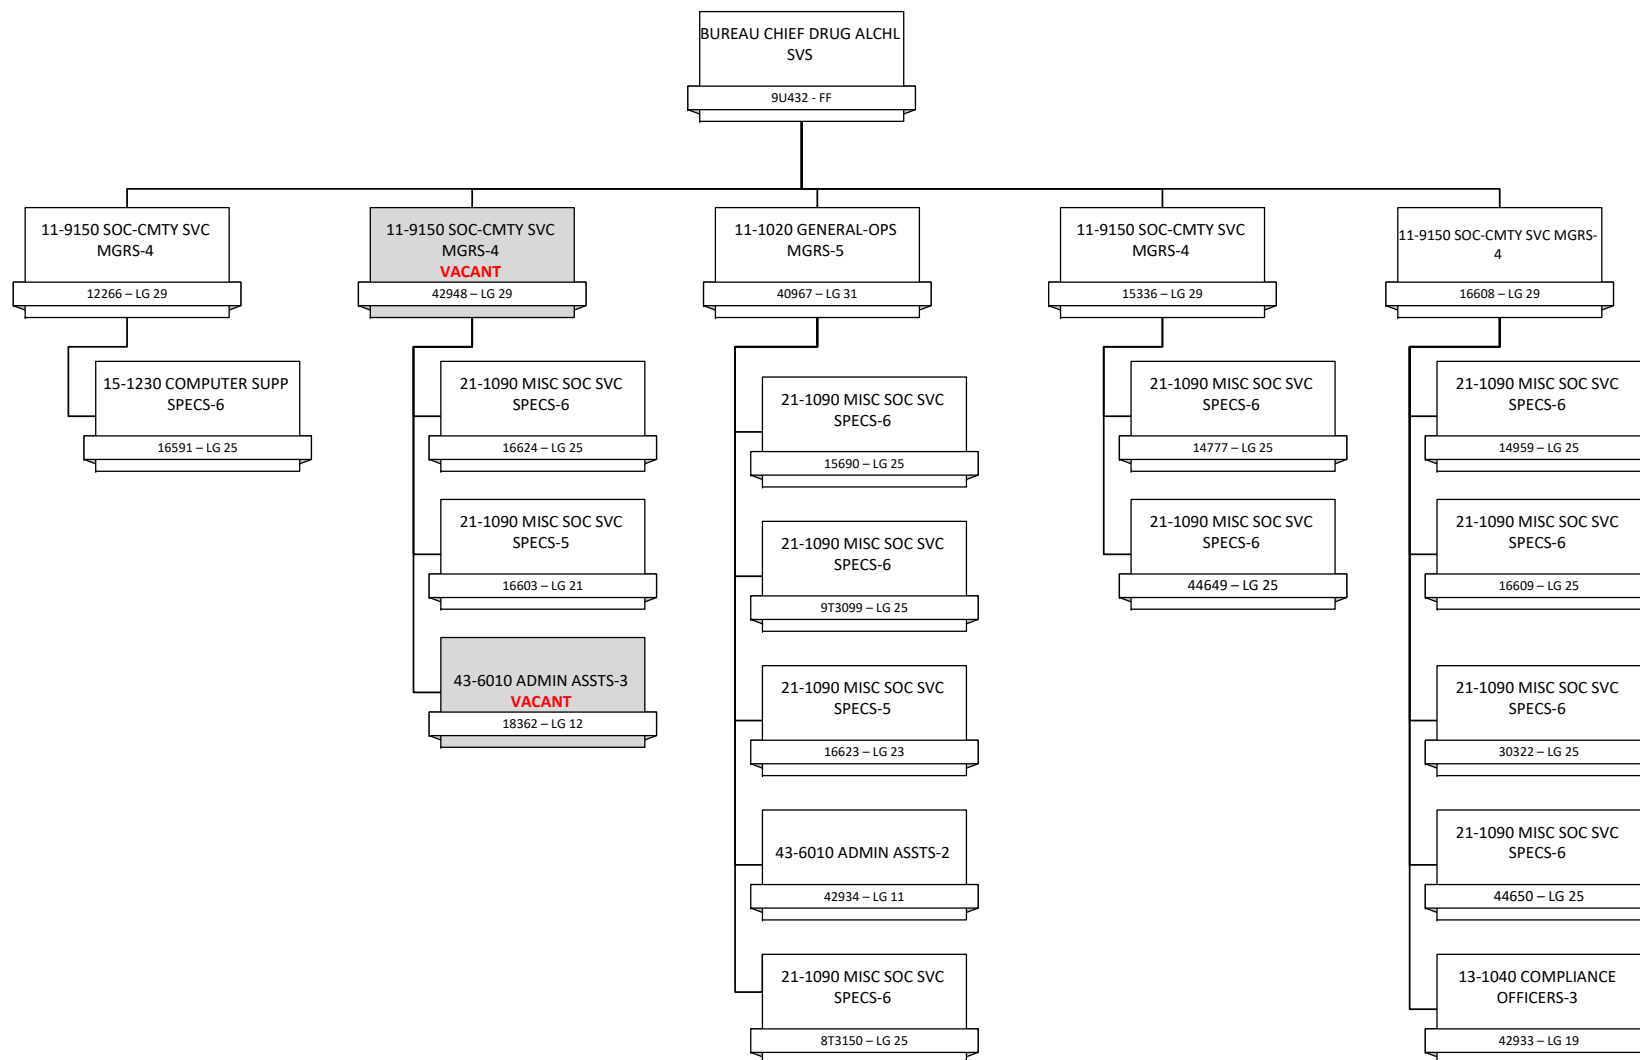 BUREAU CHIEF DRUG ALCHL
SVS
9U432 - FF
11-9150 SOC-CMTY SVC
MGRS-4
12266 – LG 29
11-9150 SOC-CMTY SVC
MGRS-4
VACANT
42948 – LG 29
11-1020 GENERAL-OPS
MGRS-5
40967 – LG 31
11-9150 SOC-CMTY SVC
MGRS-4
15336 – LG 29
11-9150 SOC-CMTY SVC MGRS-
4
16608 – LG 29
15-1230 COMPUTER SUPP
SPECS-6
16591 – LG 25
21-1090 MISC SOC SVC
SPECS-6
16624 – LG 25
21-1090 MISC SOC SVC
SPECS-5
16603 – LG 21
43-6010 ADMIN ASSTS-3
VACANT
18362 – LG 12
21-1090 MISC SOC SVC
SPECS-6
15690 – LG 25
21-1090 MISC SOC SVC
SPECS-6
9T3099 – LG 25
21-1090 MISC SOC SVC
SPECS-5
16623 – LG 23
43-6010 ADMIN ASSTS-2
42934 – LG 11
21-1090 MISC SOC SVC
SPECS-6
8T3150 – LG 25
21-1090 MISC SOC SVC
SPECS-6
14777 – LG 25
21-1090 MISC SOC SVC
SPECS-6
44649 – LG 25
21-1090 MISC SOC SVC
SPECS-6
14959 – LG 25
21-1090 MISC SOC SVC
SPECS-6
16609 – LG 25
21-1090 MISC SOC SVC
SPECS-6
30322 – LG 25
21-1090 MISC SOC SVC
SPECS-6
44650 – LG 25
13-1040 COMPLIANCE
OFFICERS-3
42933 – LG 19